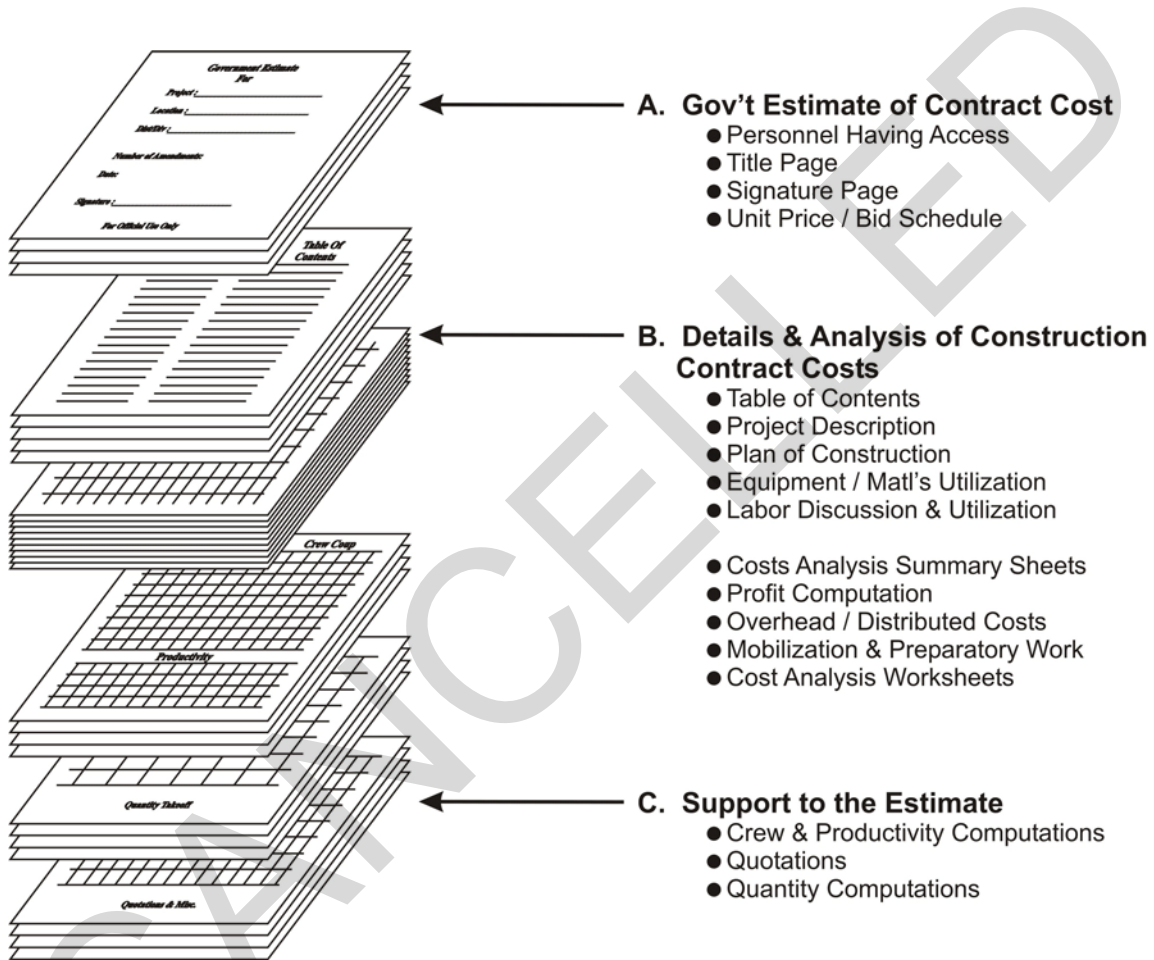 Government Estimate
For
Project :
Location :
Dist/Div :
Number of Amendments:
Date:
Signature :
For Official Use Only
Table Of
Contents
Crew Comp
Productivity
Quantity Takeoff
Quotations & Misc.
A. Gov't Estimate of Contract Cost
● Personnel Having Access
● Title Page
● Signature Page
● Unit Price / Bid Schedule
B. Details & Analysis of Construction
Contract Costs
● Table of Contents
● Project Description
● Plan of Construction
● Equipment / Matl's Utilization
● Labor Discussion & Utilization
● Costs Analysis Summary Sheets
● Profit Computation
● Overhead / Distributed Costs
● Mobilization & Preparatory Work
● Cost Analysis Worksheets
C. Support to the Estimate
● Crew & Productivity Computations
● Quotations
● Quantity Computations
CANCELLED